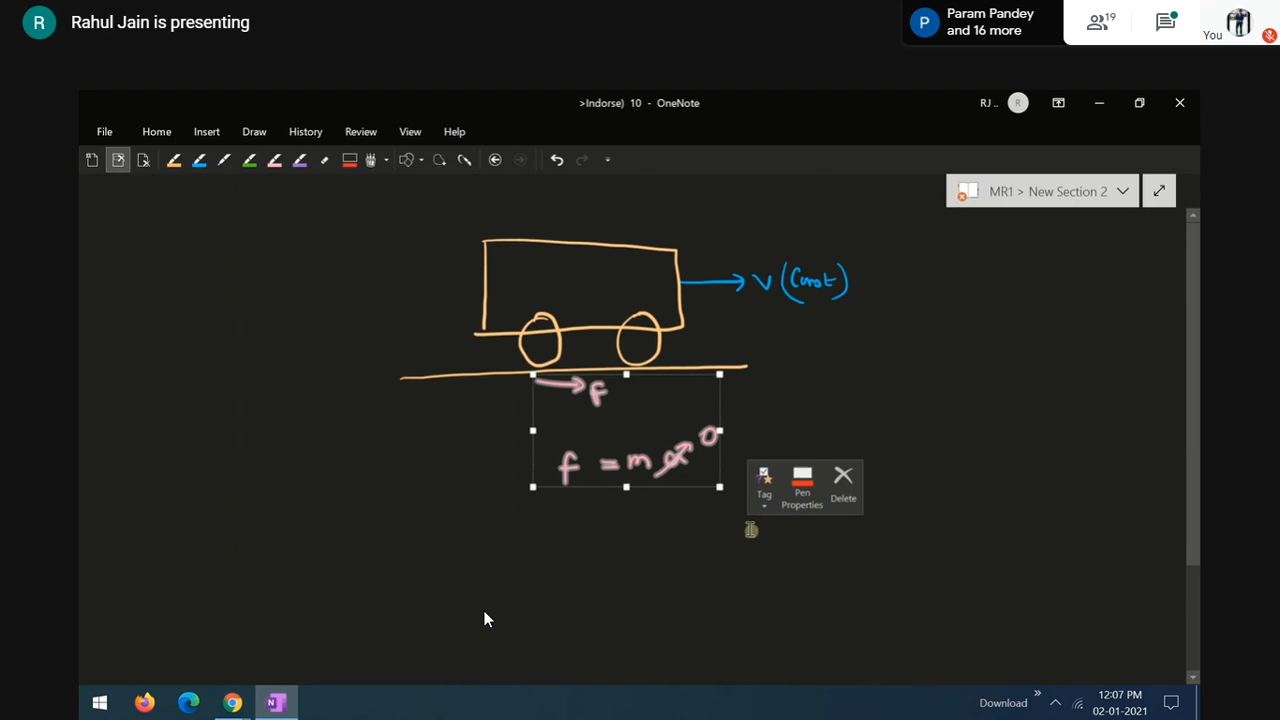 R Rahul Jain is presenting
P Param Pandey and 16 more
19
You
>Indorse) 10 - OneNote
RJ .. R
File Home Insert Draw History Review View Help
MR1 > New Section 2
V (Const)
f
f = m a 0
Tag
Pen Properties
Delete
N
Download
12:07 PM
02-01-2021